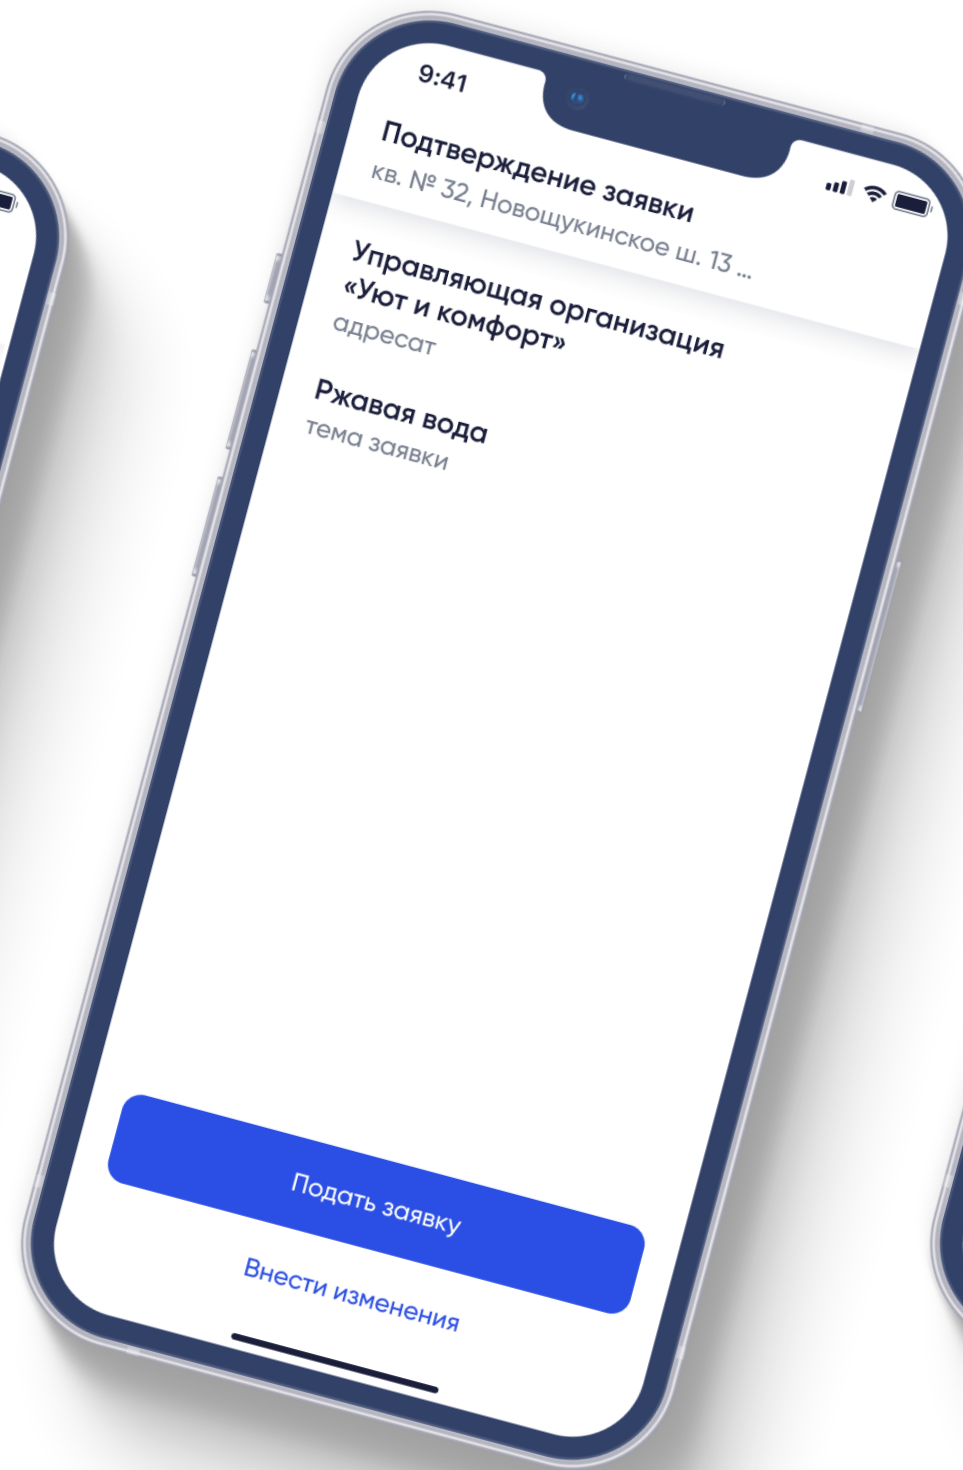 9:41
Подтверждение заявки
кв. № 32, Новощукинское ш. 13 ...
Управляющая организация
«Уют и комфорт»
адресат
Ржавая вода
тема заявки
Подать заявку
Внести изменения